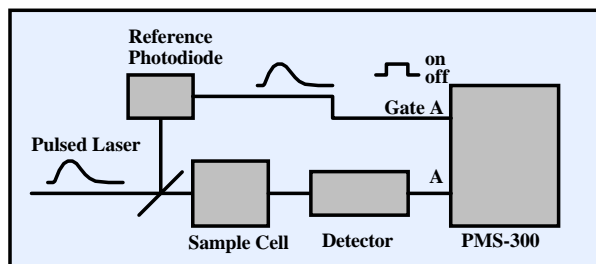 Reference
Photodiode
on
off
Gate A
Pulsed Laser
A
Sample Cell
Detector
PMS-300